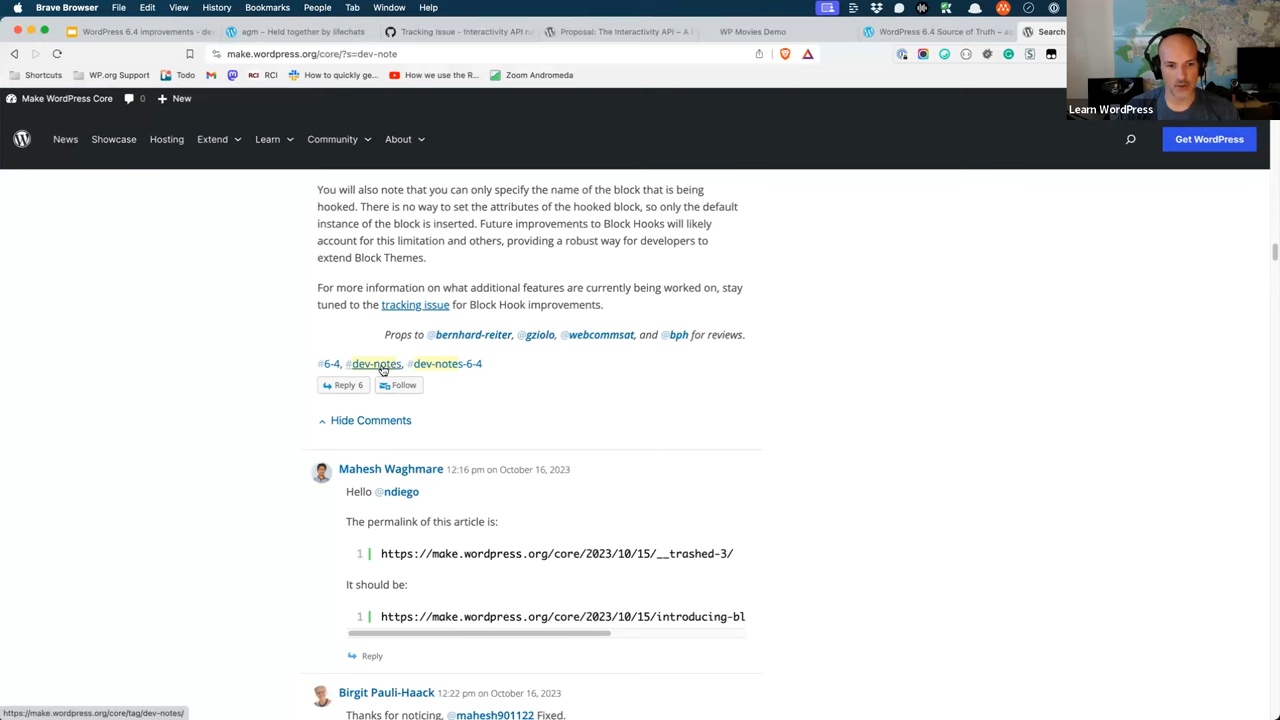 Brave Browser File Edit View History Bookmarks People Tab Window Help
WordPress 6.4 improvements - de
agm – Held together by lifechats
Tracking Issue - Interactivity API ru
Proposal: The Interactivity API – A
WP Movies Demo
WordPress 6.4 Source of Truth –
Search
make.wordpress.org/core/?s=dev-note
Shortcuts WP.org Support Todo RCI RCI How to quickly ge... How we use the R... Zoom Andromeda
Make WordPress Core 0 + New
Learn WordPress
News Showcase Hosting Extend Learn Community About Get WordPress
You will also note that you can only specify the name of the block that is being
hooked. There is no way to set the attributes of the hooked block, so only the default
instance of the block is inserted. Future improvements to Block Hooks will likely
account for this limitation and others, providing a robust way for developers to
extend Block Themes.
For more information on what additional features are currently being worked on, stay
tuned to the tracking issue for Block Hook improvements.
Props to @bernhard-reiter, @gziolo, @webcommsat, and @bph for reviews.
#6-4, #dev-notes, #dev-notes-6-4
Reply 6 Follow
Hide Comments
Mahesh Waghmare 12:16 pm on October 16, 2023
Hello @ndiego
The permalink of this article is:
1 https://make.wordpress.org/core/2023/10/15/__trashed-3/
It should be:
1 https://make.wordpress.org/core/2023/10/15/introducing-bl
Reply
Birgit Pauli-Haack 12:22 pm on October 16, 2023
Thanks for noticing, @mahesh901122 Fixed.
https://make.wordpress.org/core/tag/dev-notes/